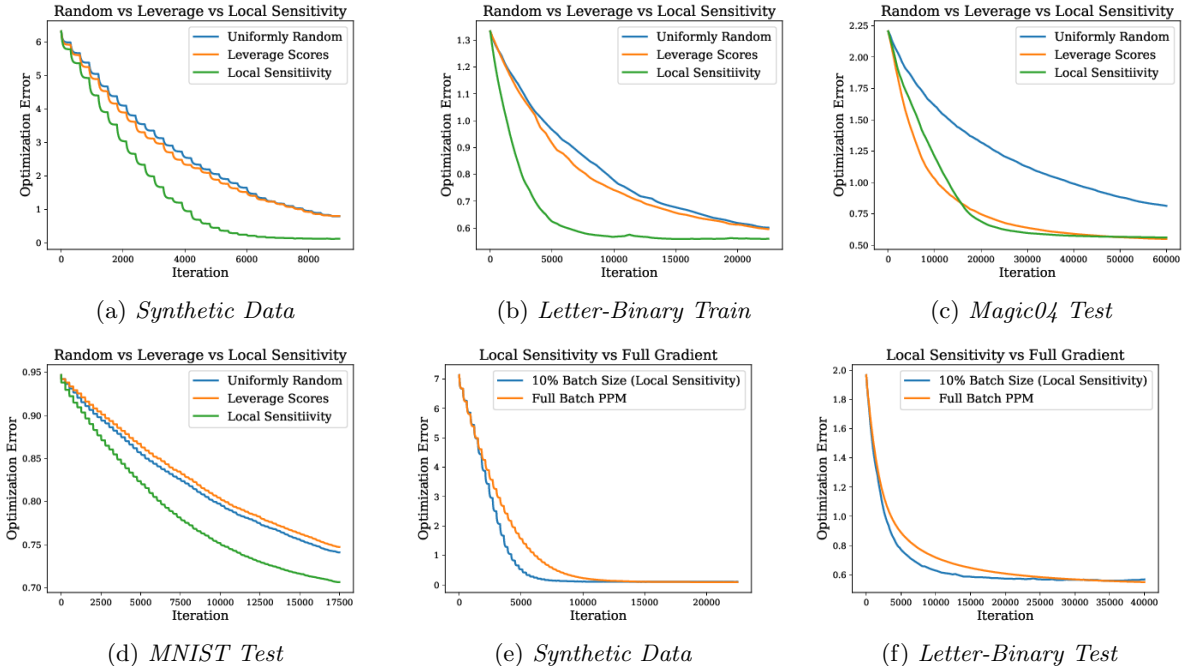 Random vs Leverage vs Local Sensitivity
Optimization Error
6
5
4
3
2
1
0
Uniformly Random
Leverage Scores
Local Sensitiivity
0 2000 4000 6000 8000
Iteration
(a) Synthetic Data
Random vs Leverage vs Local Sensitivity
Optimization Error
1.3
1.2
1.1
1.0
0.9
0.8
0.7
0.6
Uniformly Random
Leverage Scores
Local Sensitiivity
0 5000 10000 15000 20000
Iteration
(b) Letter-Binary Train
Random vs Leverage vs Local Sensitivity
Optimization Error
2.25
2.00
1.75
1.50
1.25
1.00
0.75
0.50
Uniformly Random
Leverage Scores
Local Sensitiivity
0 10000 20000 30000 40000 50000 60000
Iteration
(c) Magic04 Test
Random vs Leverage vs Local Sensitivity
Optimization Error
0.95
0.90
0.85
0.80
0.75
0.70
Uniformly Random
Leverage Scores
Local Sensitiivity
0 2500 5000 7500 10000 12500 15000 17500
Iteration
(d) MNIST Test
Local Sensitivity vs Full Gradient
Optimization Error
7
6
5
4
3
2
1
0
10% Batch Size (Local Sensitivity)
Full Batch PPM
0 5000 10000 15000 20000
Iteration
(e) Synthetic Data
Local Sensitivity vs Full Gradient
Optimization Error
2.0
1.8
1.6
1.4
1.2
1.0
0.8
0.6
10% Batch Size (Local Sensitivity)
Full Batch PPM
0 5000 10000 15000 20000 25000 30000 35000 40000
Iteration
(f) Letter-Binary Test